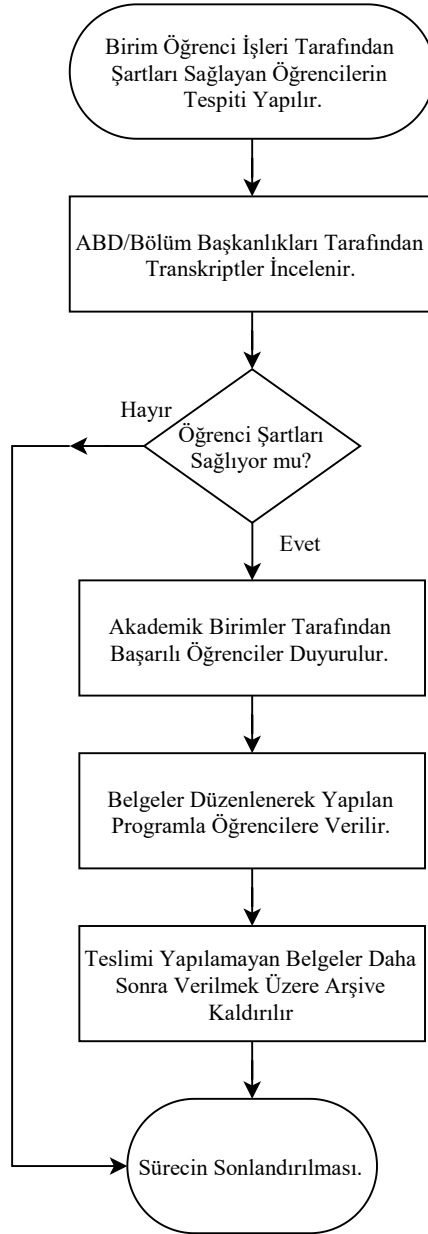 Birim Öğrenci İşleri Tarafından
Şartları Sağlayan Öğrencilerin
Tespiti Yapılır.
ABD/Bölüm Başkanlıkları Tarafından
Transkriptler İncelenir.
Hayır
Öğrenci Şartları
Sağlıyor mu?
Evet
Akademik Birimler Tarafından
Başarılı Öğrenciler Duyurulur.
Belgeler Düzenlenerek Yapılan
Programla Öğrencilere Verilir.
Teslimi Yapılamayan Belgeler Daha
Sonra Verilmek Üzere Arşive
Kaldırılır
Sürecin Sonlandırılması.